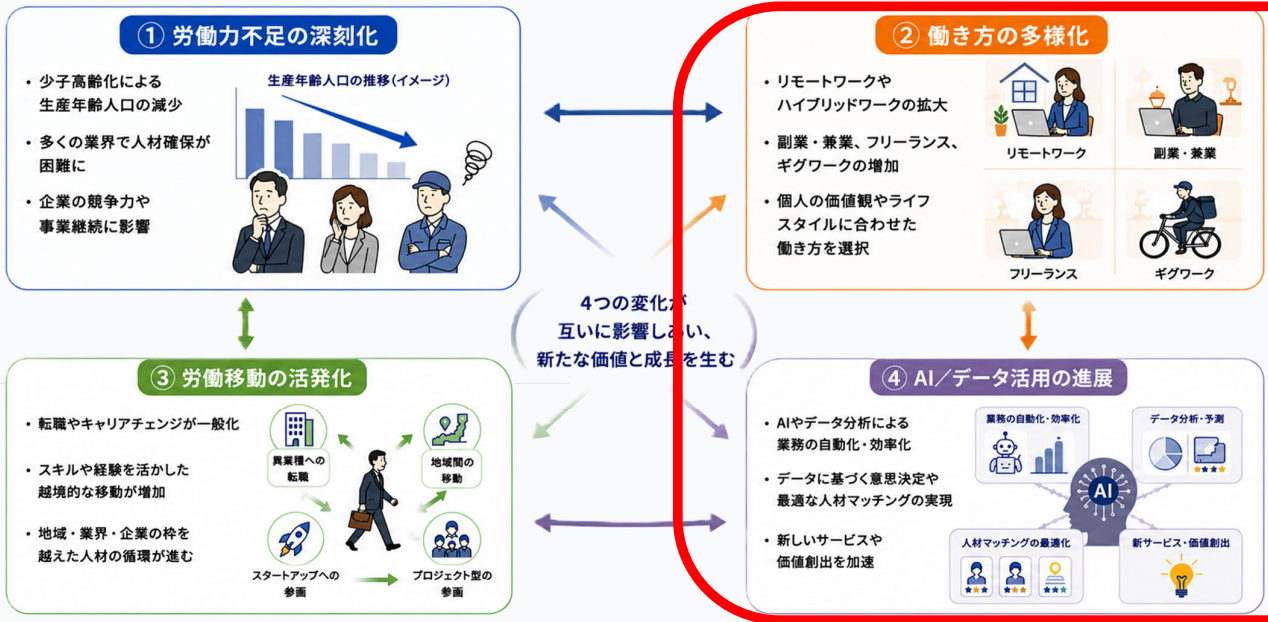 ① 労働力不足の深刻化
・ 少子高齢化による
生産年齢人口の減少
・ 多くの業界で人材確保が
困難に
・ 企業の競争力や
事業継続に影響
生産年齢人口の推移(イメージ)
② 働き方の多様化
・ リモートワークや
ハイブリッドワークの拡大
・ 副業・兼業、フリーランス、
ギグワークの増加
・ 個人の価値観やライフ
スタイルに合わせた
働き方を選択
リモートワーク
副業・兼業
フリーランス
ギグワーク
4つの変化が
互いに影響しあい、
新たな価値と成長を生む
③ 労働移動の活発化
・ 転職やキャリアチェンジが一般化
・ スキルや経験を活かした
越境的な移動が増加
・ 地域・業界・企業の枠を
越えた人材の循環が進む
異業種への
転職
地域間の
移動
スタートアップへの
参画
プロジェクト型の
参画
④ AI/データ活用の進展
・ AIやデータ分析による
業務の自動化・効率化
・ データに基づく意思決定や
最適な人材マッチングの実現
・ 新しいサービスや
価値創出を加速
業務の自動化・効率化
データ分析・予測
AI
人材マッチングの最適化
新サービス・価値創出